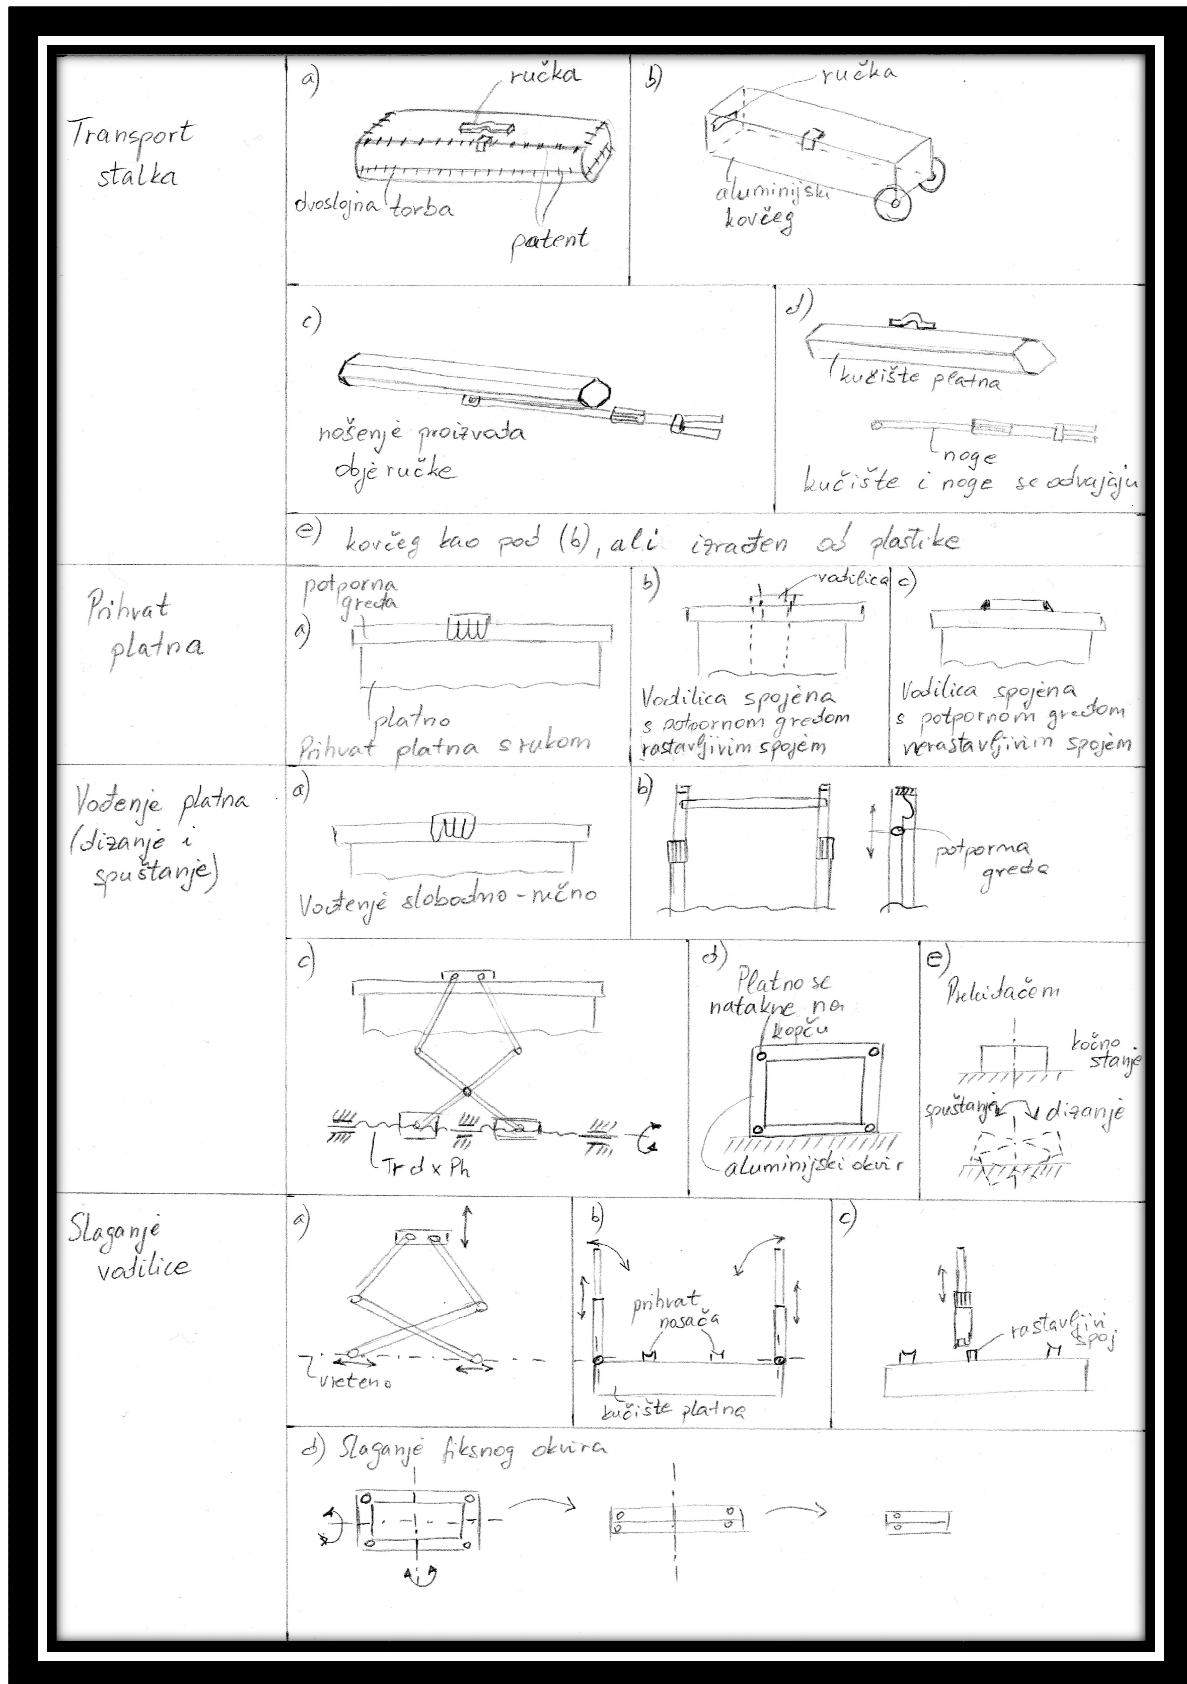 Transport
stalka
a)
ručka
dvoslojna torba
patent
b)
ručka
aluminijski
kovčeg
c)
nošenje proizvoda
obje ručke
d)
kučište platna
noge
kučište i noge se odvajaju
e) kovčeg kao pod (b), ali izrađen od plastike
Prihvat
platna
potporna
greda
a)
platno
Prihvat platna s rukom
b)
vodilica
Vodilica spojena
s potpornom gredom
rastavljivim spojem
c)
Vodilica spojena
s potpornom gredom
nerastavljivim spojem
Vođenje platna
(dizanje i
spuštanje)
a)
Vođenje slobodno - ručno
b)
potporna
greda
c)
Tr d x Ph
d)
Platno se
natakne na
kopču
aluminijski okvir
e)
Prekidačem
kočno
stanje
spuštanje
dizanje
Slaganje
vodilice
a)
vreteno
b)
prihvat
nosača
kučište platna
c)
rastavljivi
spoj
d) Slaganje fiksnog okvira